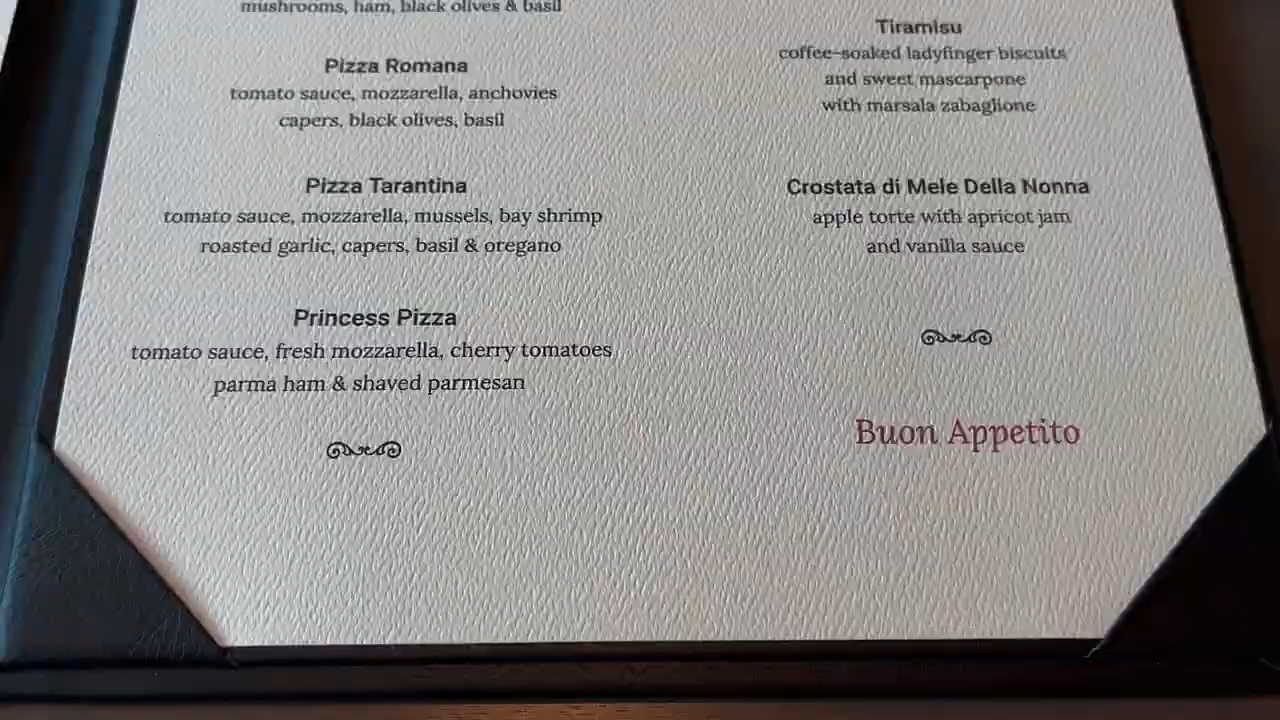 mushrooms, ham, black olives & basil
Pizza Romana
tomato sauce, mozzarella, anchovies
capers, black olives, basil
Pizza Tarantina
tomato sauce, mozzarella, mussels, bay shrimp
roasted garlic, capers, basil & oregano
Princess Pizza
tomato sauce, fresh mozzarella, cherry tomatoes
parma ham & shaved parmesan
Tiramisu
coffee-soaked ladyfinger biscuits
and sweet mascarpone
with marsala zabaglione
Crostata di Mele Della Nonna
apple torte with apricot jam
and vanilla sauce
Buon Appetito